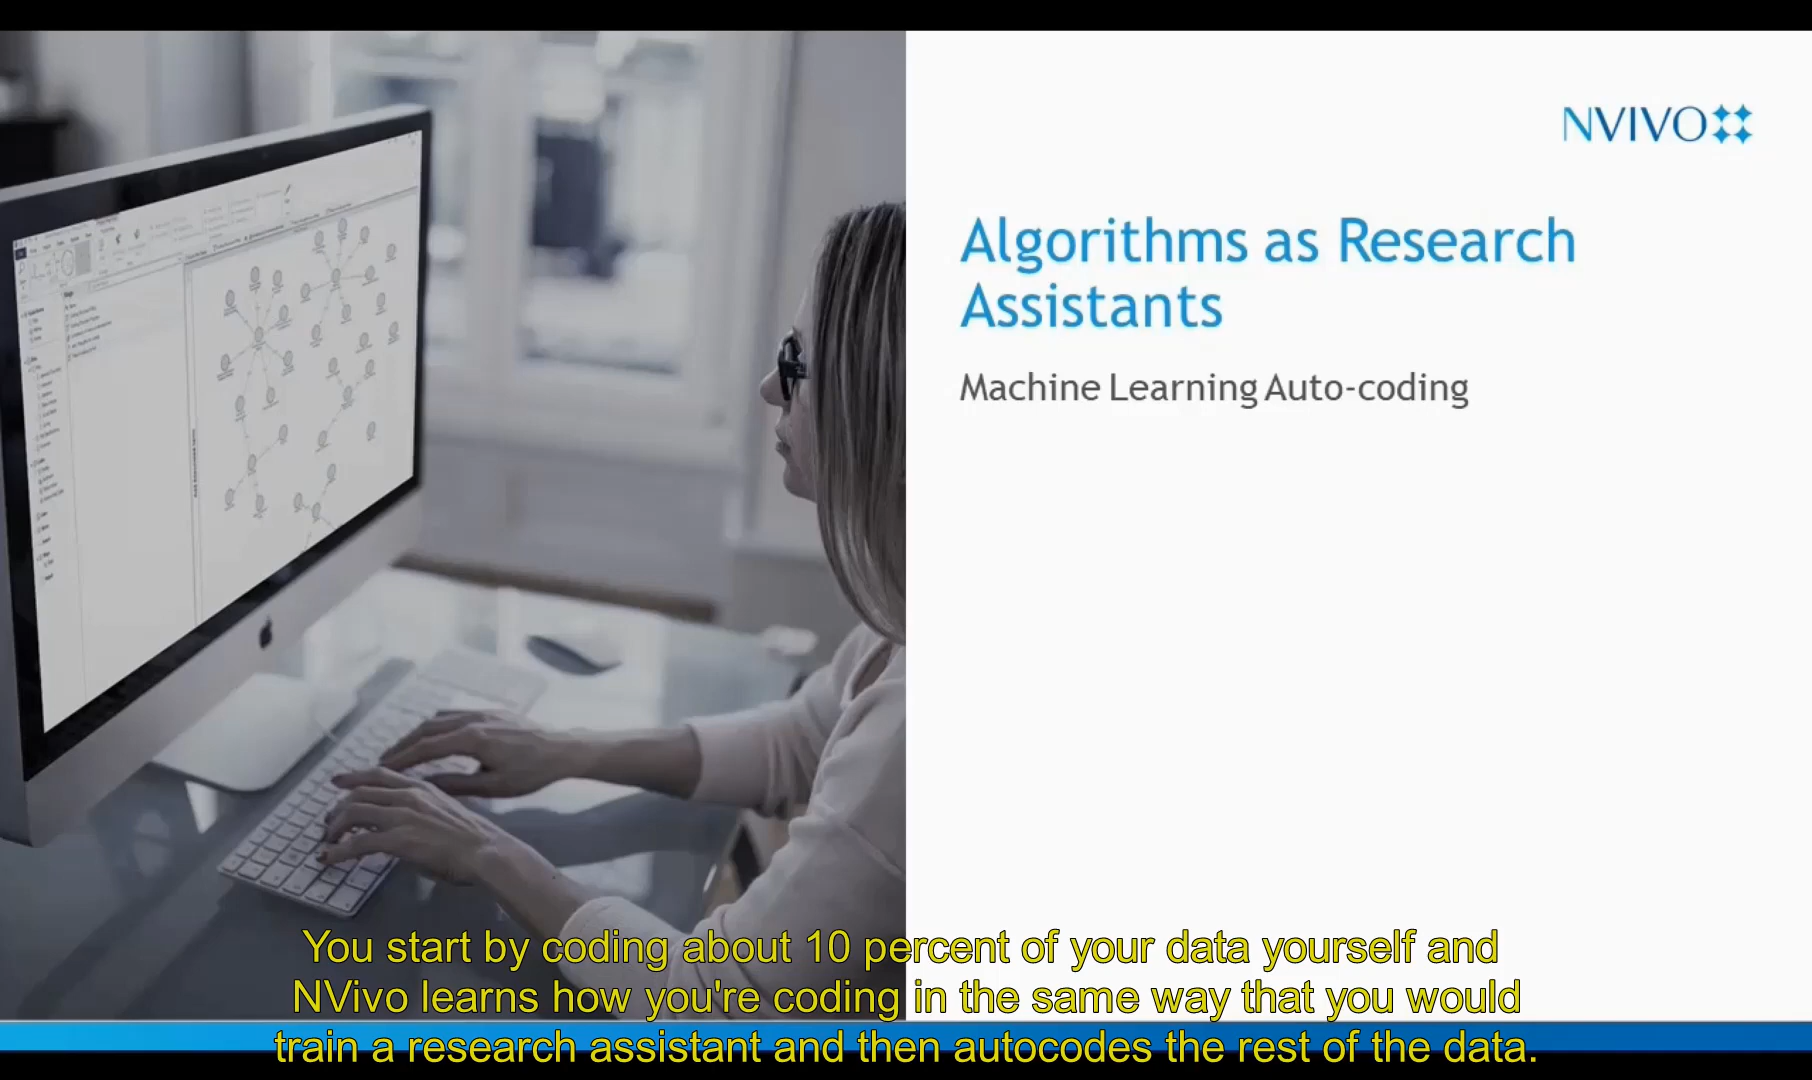 NVIVO
Algorithms as Research
Assistants
Machine Learning Auto-coding
You start by coding about 10 percent of your data yourself and
NVivo learns how you're coding in the same way that you would
train a research assistant and then autocodes the rest of the data.